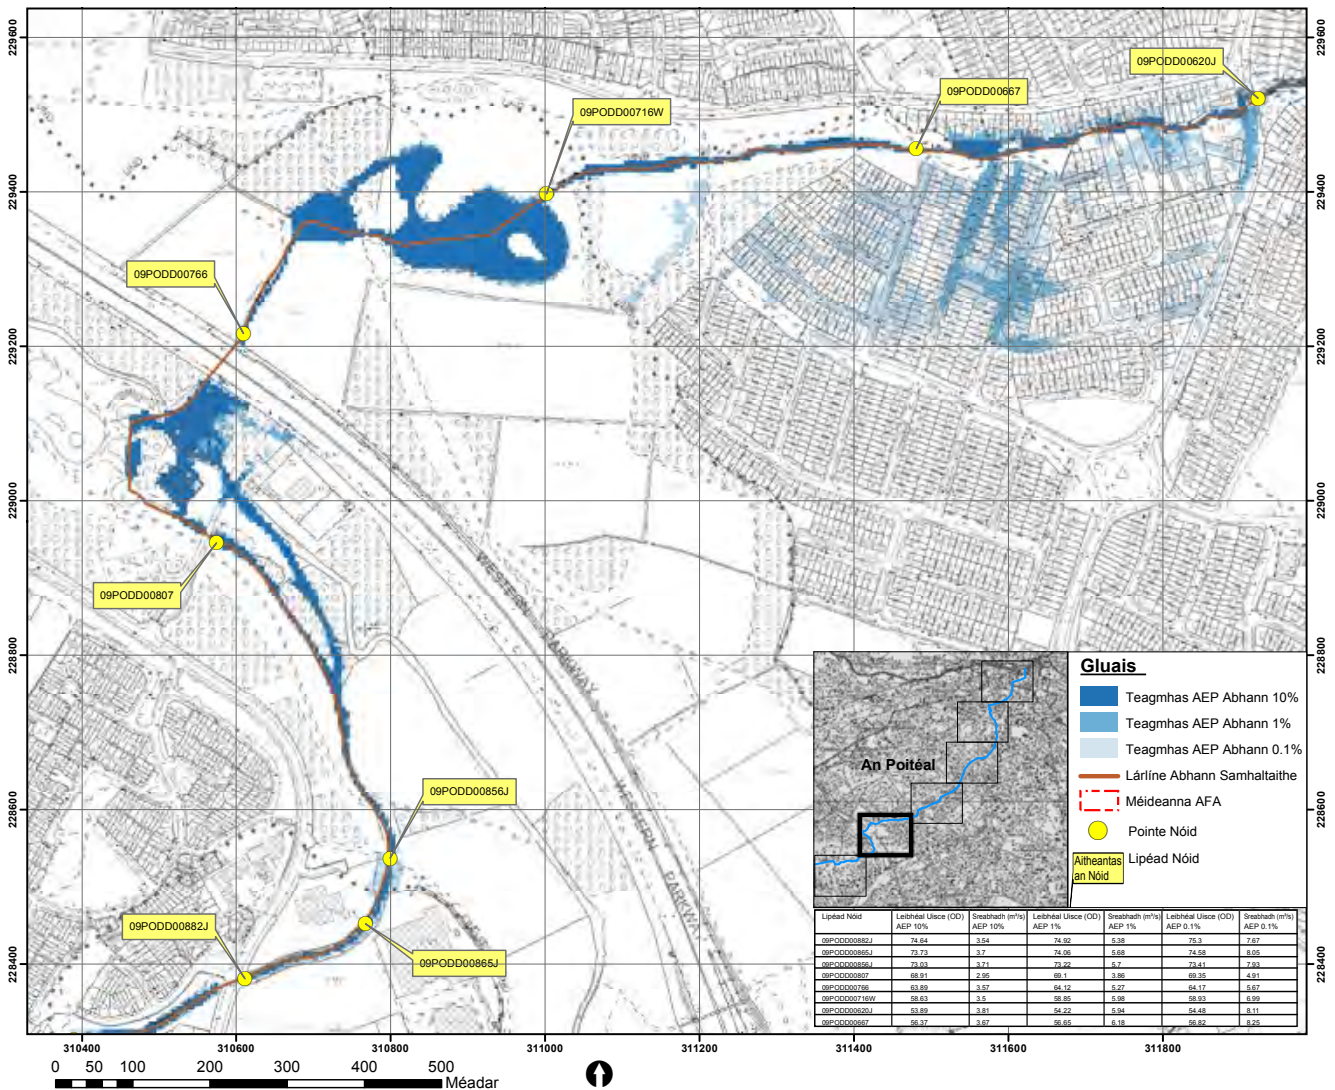 229600
229400
229200
229000
228800
228600
228400
229600
229400
229200
229000
228800
228600
228400
09PODD00620J
09PODD00667
09PODD00716W
09PODD00766
09PODD00807
09PODD00856J
09PODD00882J
09PODD00865J
WESTERN PARKWAY
WESTERN PARKWAY
An Poitéal
Gluais
Teagmhas AEP Abhann 10%
Teagmhas AEP Abhann 1%
Teagmhas AEP Abhann 0.1%
Lárlíne Abhann Samhaltaithe
Méideanna AFA
Pointe Nóid
Aitheantas an Nóid
Lipéad Nóid
Lipéad Nóid Leibhéal Uisce (OD) AEP 10% Sreabhadh (m³/s) AEP 10% Leibhéal Uisce (OD) AEP 1% Sreabhadh (m³/s) AEP 1% Leibhéal Uisce (OD) AEP 0.1% Sreabhadh (m³/s) AEP 0.1%
09PODD00882J 74.64 3.54 74.92 5.38 75.3 7.67
09PODD00865J 73.73 3.7 74.06 5.68 74.58 8.05
09PODD00856J 73.03 3.71 73.22 5.7 73.41 7.93
09PODD00807 68.91 2.95 69.1 3.86 69.35 4.91
09PODD00766 63.89 3.57 64.12 5.27 64.17 5.67
09PODD00716W 58.63 3.5 58.85 5.98 58.93 6.99
09PODD00620J 53.89 3.81 54.22 5.94 54.48 8.11
09PODD00667 56.37 3.67 56.65 6.18 56.82 8.25
310400 310600 310800 311000 311200 311400 311600 311800
0 50 100 200 300 400 500
Méadar